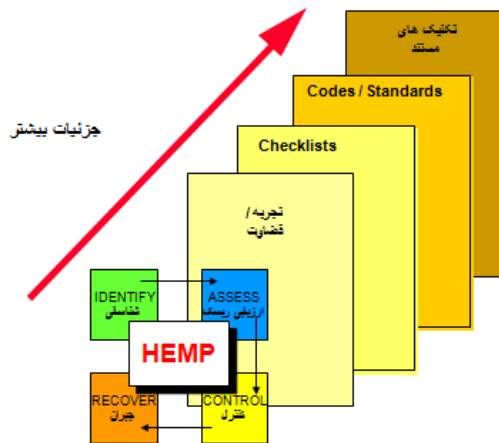 تکنیک های
مستند
Codes / Standards
Checklists
جزئیات بیشتر
تجربه /
قضاوت
IDENTIFY
شناسائی
ASSESS
ارزیابی ریسک
HEMP
RECOVER
جبران
CONTROL
کنترل